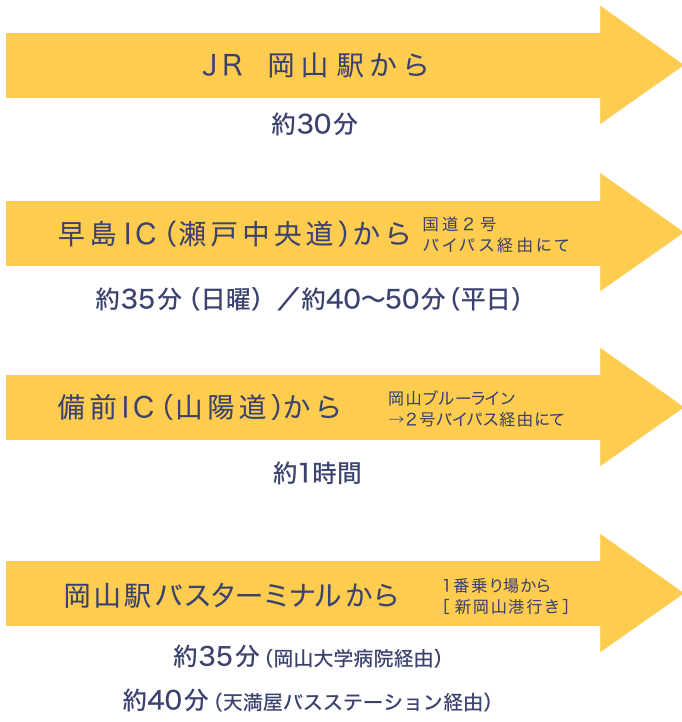 JR 岡山駅から
約30分
早島IC(瀬戸中央道)から
国道2号
バイパス経由にて
約35分(日曜)／約40〜50分(平日)
備前IC(山陽道)から
岡山ブルーライン
→2号バイパス経由にて
約1時間
岡山駅バスターミナルから
1番乗り場から
[新岡山港行き]
約35分(岡山大学病院経由)
約40分(天満屋バスステーション経由)